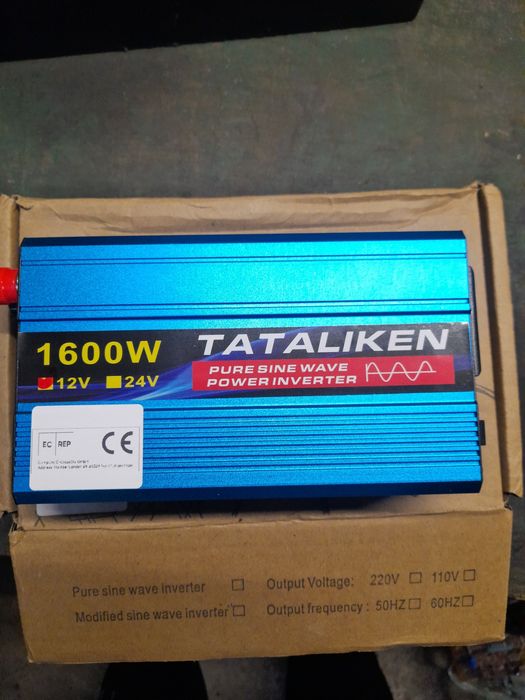 1600W
TATALIKEN
12V 24V
PURE SINE WAVE
POWER INVERTER
EC REP
CE
Pure sine wave inverter
Output Voltage: 220V 110V
Modified sine wave inverter
Output frequency : 50HZ 60HZ